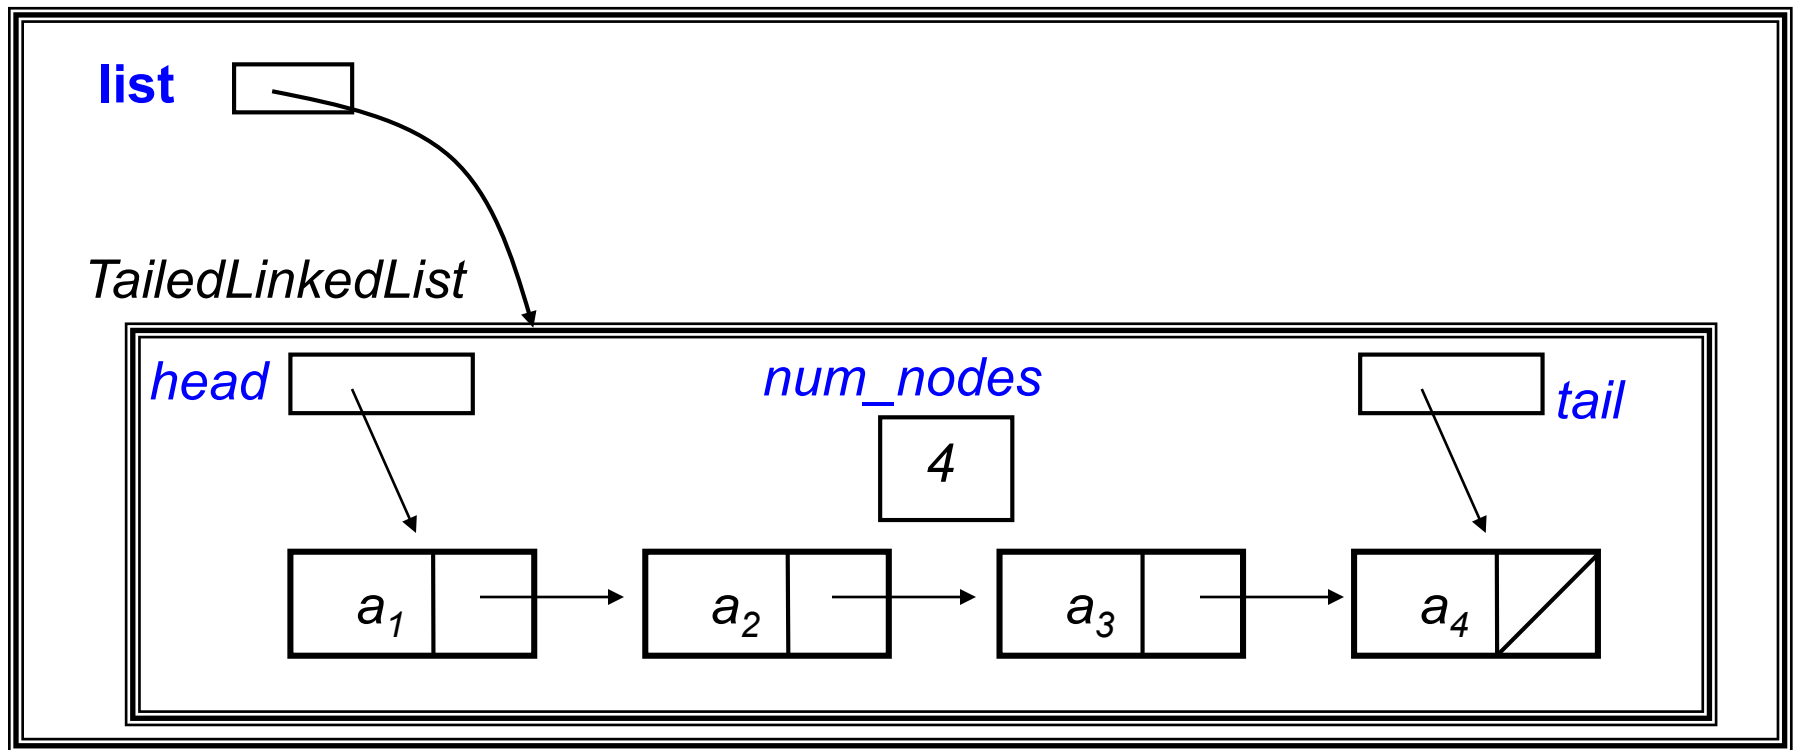 list
TailedLinkedList
head
num_nodes
tail
4
a1
a2
a3
a4